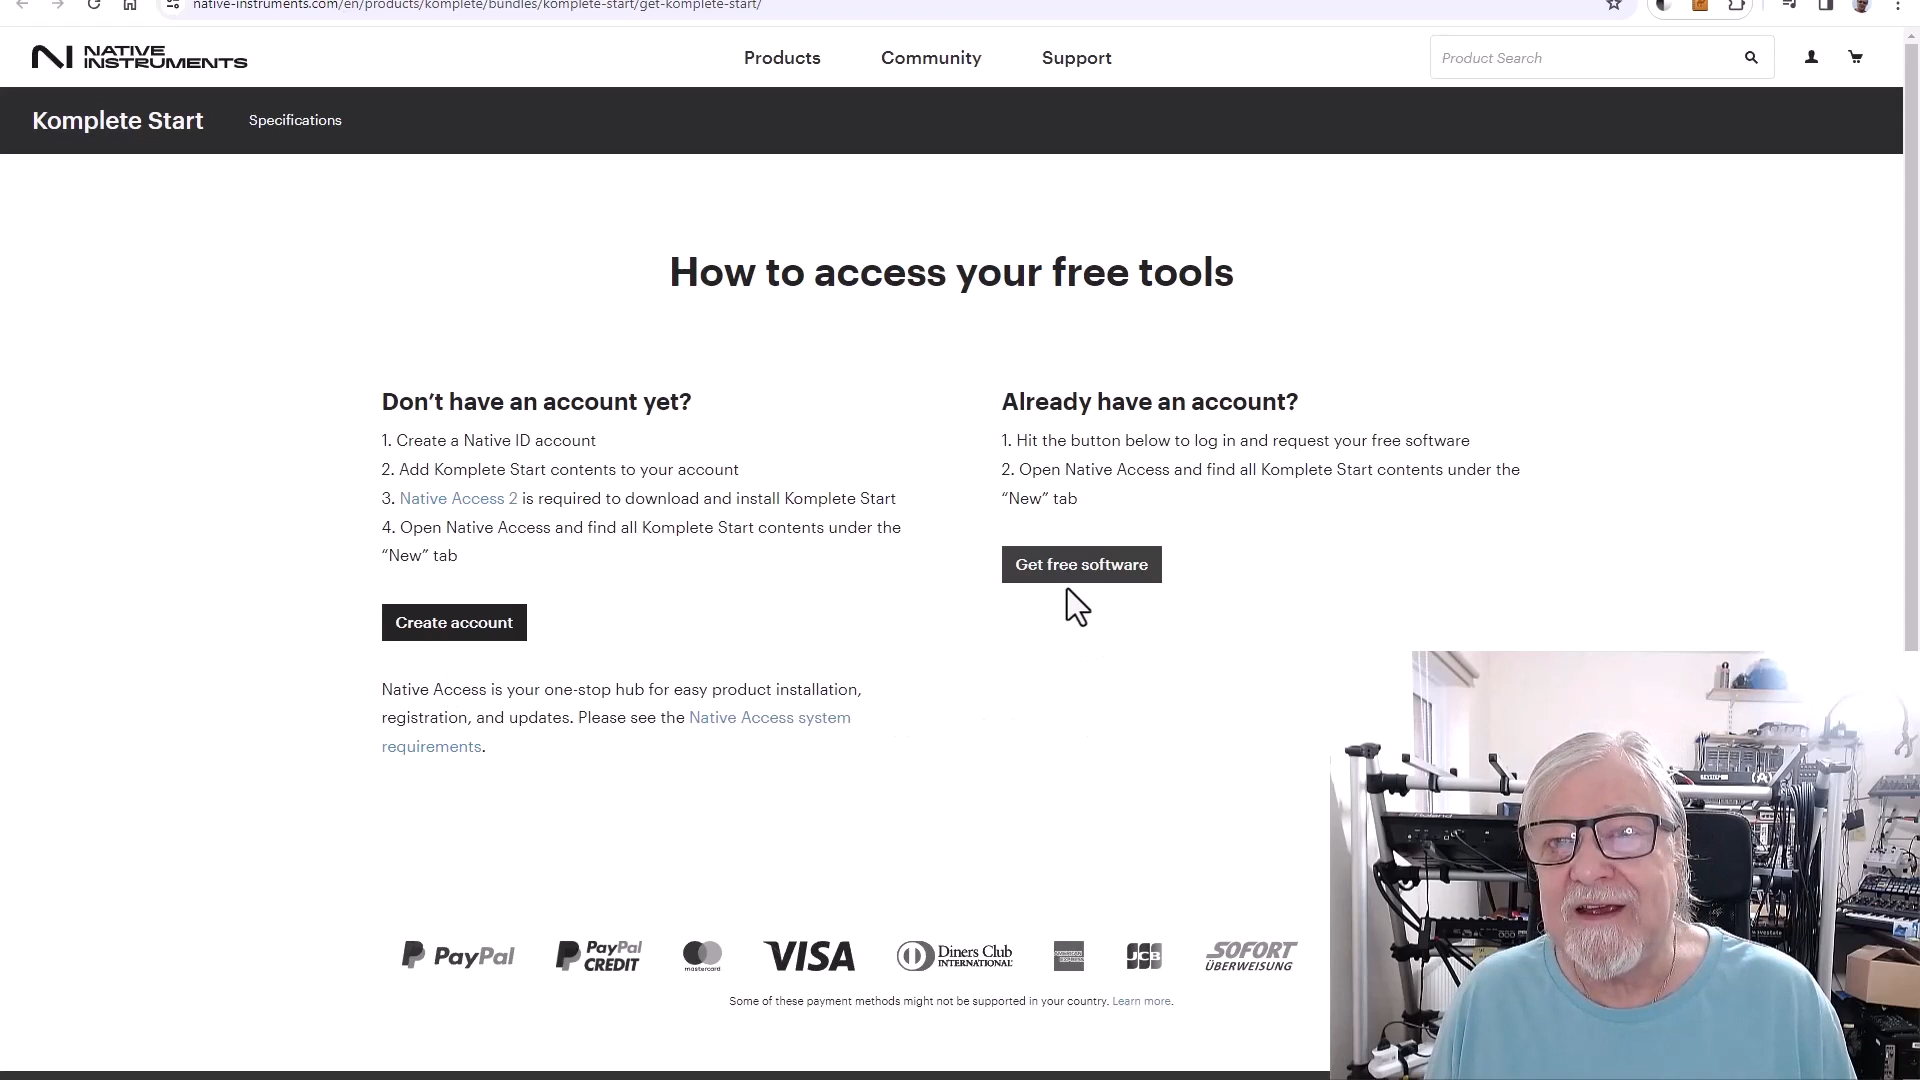 native-instruments.com/en/products/komplete/bundles/komplete-start/get-komplete-start/
NATIVE
INSTRUMENTS
Products
Community
Support
Product Search
Komplete Start
Specifications
How to access your free tools
Don’t have an account yet?
1. Create a Native ID account
2. Add Komplete Start contents to your account
3. Native Access 2 is required to download and install Komplete Start
4. Open Native Access and find all Komplete Start contents under the
“New” tab
Create account
Native Access is your one-stop hub for easy product installation,
registration, and updates. Please see the Native Access system
requirements.
Already have an account?
1. Hit the button below to log in and request your free software
2. Open Native Access and find all Komplete Start contents under the
“New” tab
Get free software
PayPal
PayPal
CREDIT
mastercard
VISA
Diners Club
INTERNATIONAL
AMERICAN
EXPRESS
JCB
SOFORT
ÜBERWEISUNG
Some of these payment methods might not be supported in your country. Learn more.
Roland
KEYSTEP